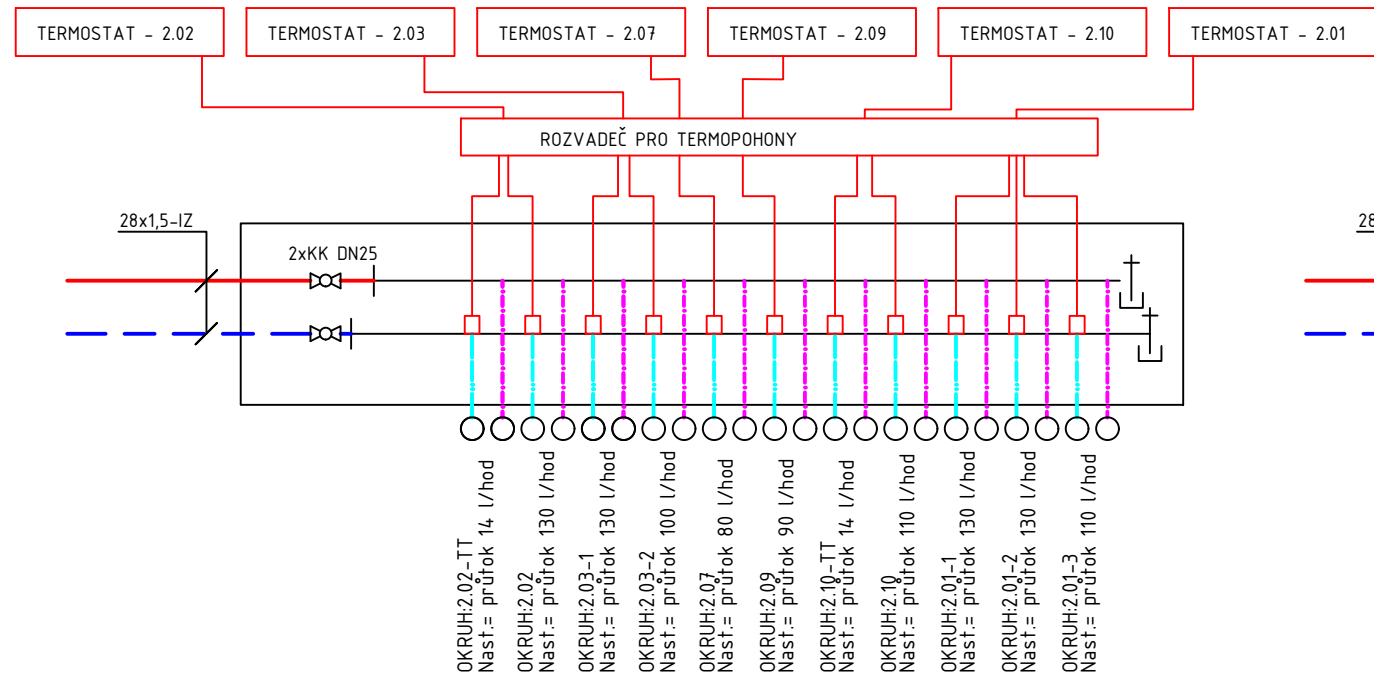 TERMOSTAT - 2.02
TERMOSTAT - 2.03
TERMOSTAT - 2.07
TERMOSTAT - 2.09
TERMOSTAT - 2.10
TERMOSTAT - 2.01
ROZVADEČ PRO TERMOPOHONY
28x1,5-IZ
28
2xKK DN25
OKRUH:2.02-TT
Nast.= průtok 14 l/hod
OKRUH:2.02
Nast.= průtok 130 l/hod
OKRUH:2.03-1
Nast.= průtok 130 l/hod
OKRUH:2.03-2
Nast.= průtok 100 l/hod
OKRUH:2.07
Nast.= průtok 80 l/hod
OKRUH:2.09
Nast.= průtok 90 l/hod
OKRUH:2.10-TT
Nast.= průtok 14 l/hod
OKRUH:2.10
Nast.= průtok 110 l/hod
OKRUH:2.01-1
Nast.= průtok 130 l/hod
OKRUH:2.01-2
Nast.= průtok 130 l/hod
OKRUH:2.01-3
Nast.= průtok 110 l/hod